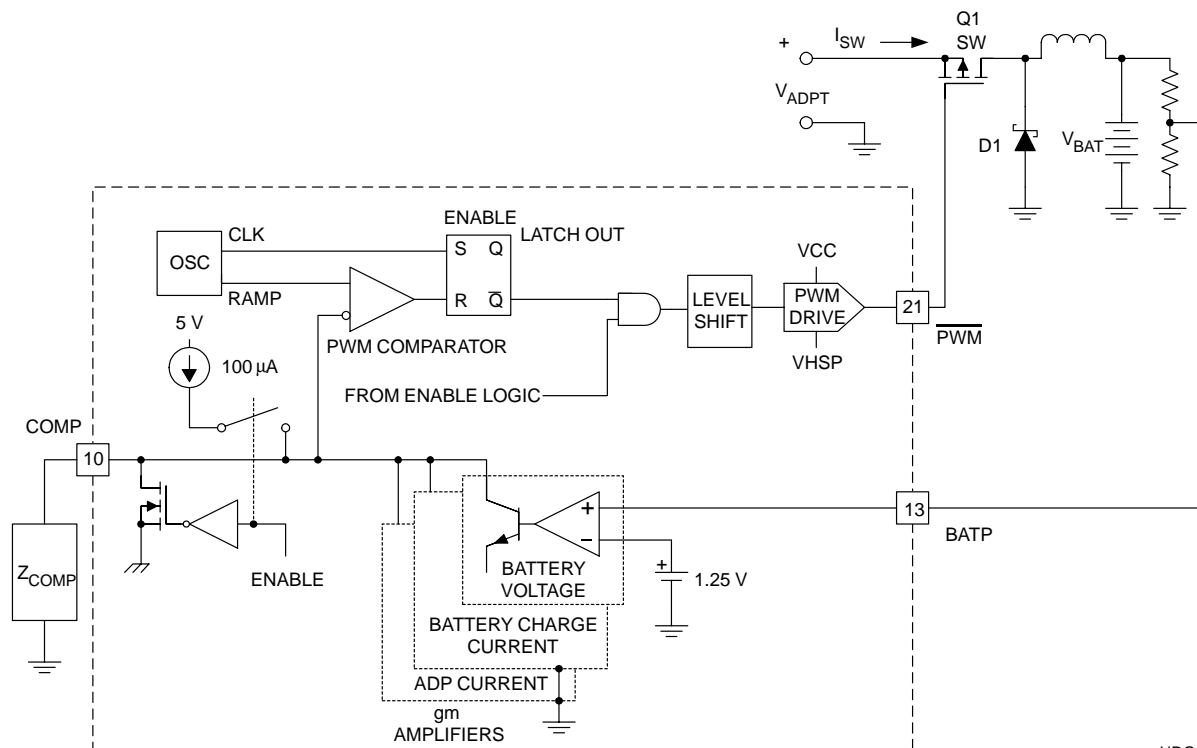 Q1
SW
I_SW
+
V_ADPT
D1
V_BAT
ENABLE
CLK
LATCH OUT
OSC
S Q
RAMP
R Q̅
VCC
LEVEL
SHIFT
PWM
DRIVE
21
P̅W̅M̅
VHSP
5 V
100 µA
PWM COMPARATOR
FROM ENABLE LOGIC
COMP
10
+
−
13
BATP
Z_COMP
ENABLE
BATTERY
VOLTAGE
+
1.25 V
BATTERY CHARGE
CURRENT
ADP CURRENT
gm
AMPLIFIERS